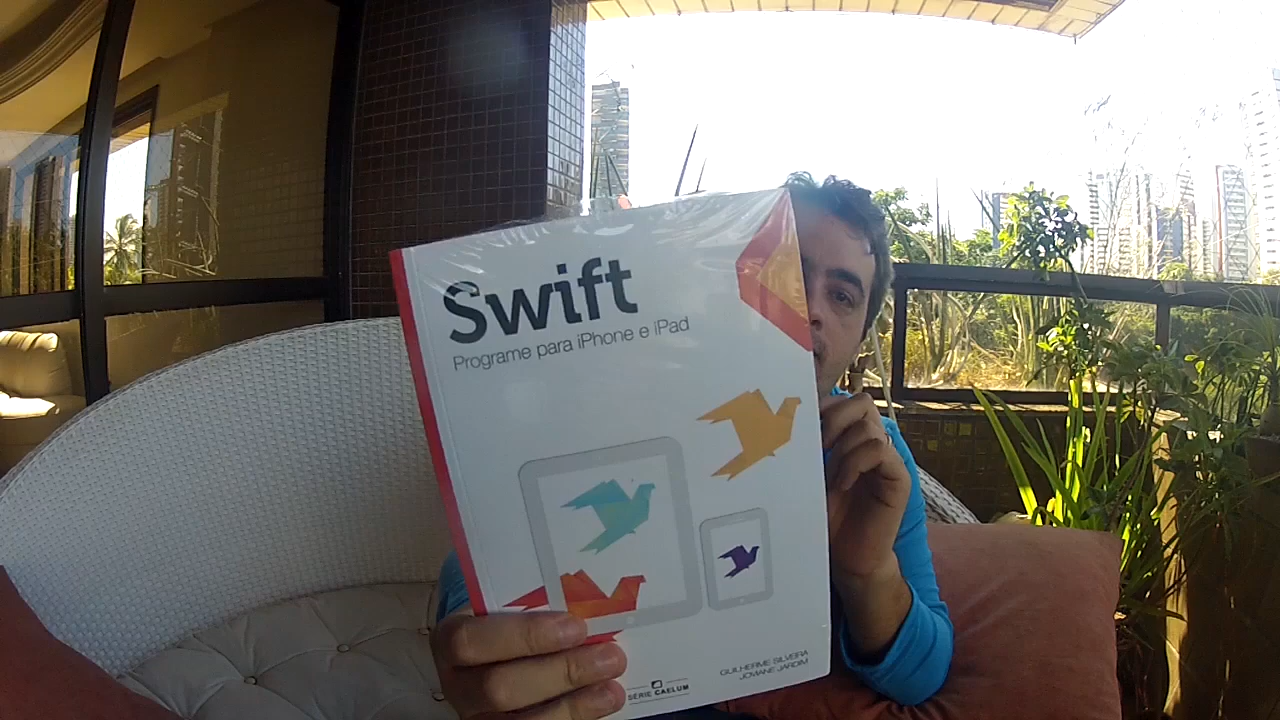 Swift
Programe para iPhone e iPad
GUILHERME SILVEIRA
JOVIANE JARDIM
SÉRIE CAELUM